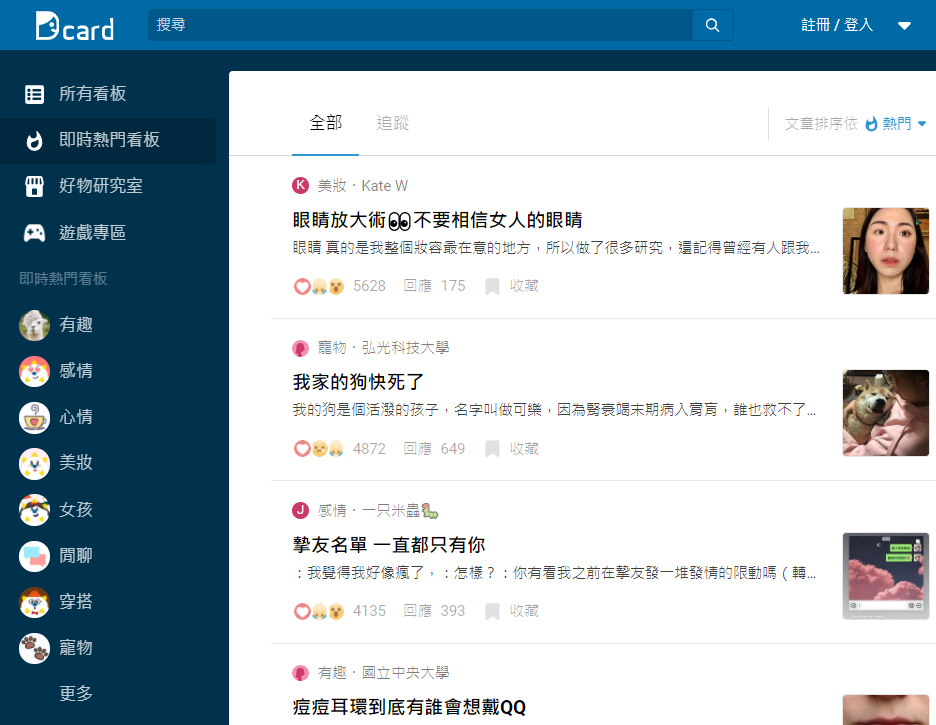 Dcard
搜尋
註冊 / 登入
所有看板
即時熱門看板
好物研究室
遊戲專區
即時熱門看板
有趣
感情
心情
美妝
女孩
閒聊
穿搭
寵物
更多
全部
追蹤
文章排序依 熱門
K 美妝・Kate W
眼睛放大術👀不要相信女人的眼睛
眼睛 真的是我整個妝容最在意的地方，所以做了很多研究，還記得曾經有人跟我...
5628 回應 175 收藏
寵物・弘光科技大學
我家的狗快死了
我的狗是個活潑的孩子，名字叫做可樂，因為腎衰竭末期病入膏肓，誰也救不了...
4872 回應 649 收藏
J 感情・一只米蟲🐛
摯友名單 一直都只有你
：我覺得我好像瘋了，：怎樣？：你有看我之前在摯友發一堆發情的限動嗎（轉...
4135 回應 393 收藏
有趣・國立中央大學
痘痘耳環到底有誰會想戴QQ